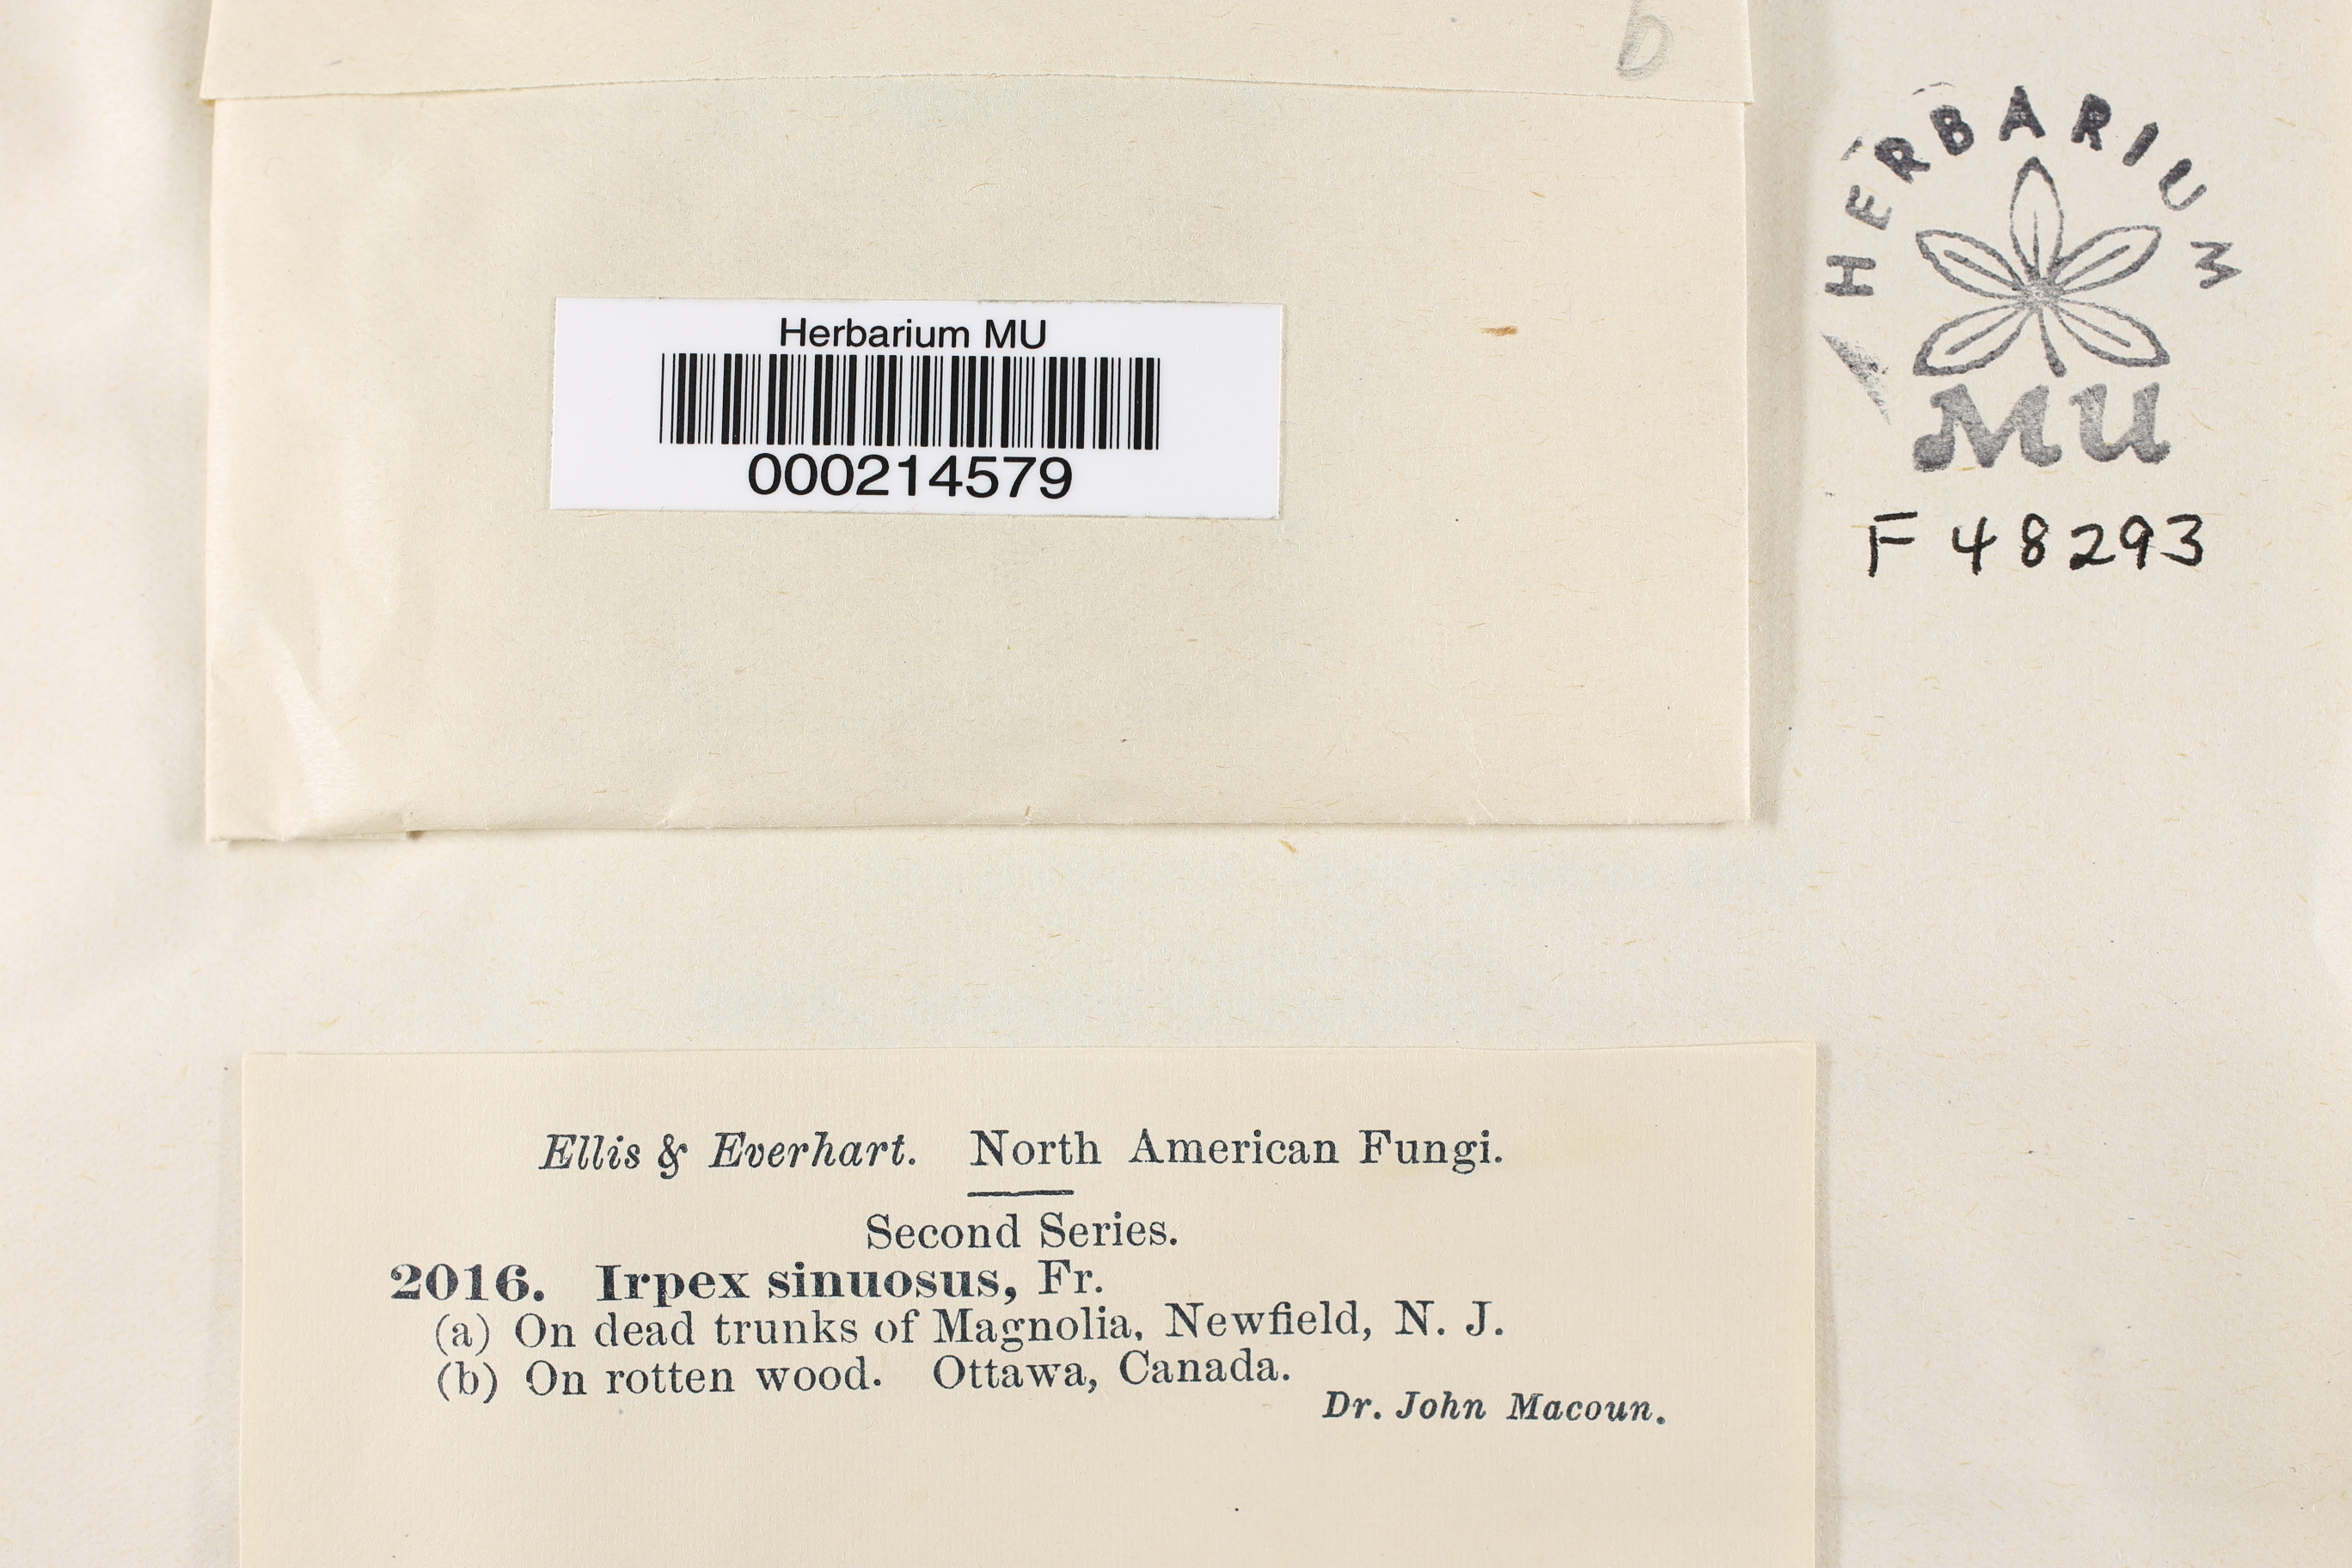 b
HERBARIUM
MU
F 48293
Herbarium MU
000214579
Ellis & Everhart. North American Fungi.
Second Series.
2016. Irpex sinuosus, Fr.
(a) On dead trunks of Magnolia, Newfield, N. J.
(b) On rotten wood. Ottawa, Canada.
Dr. John Macoun.